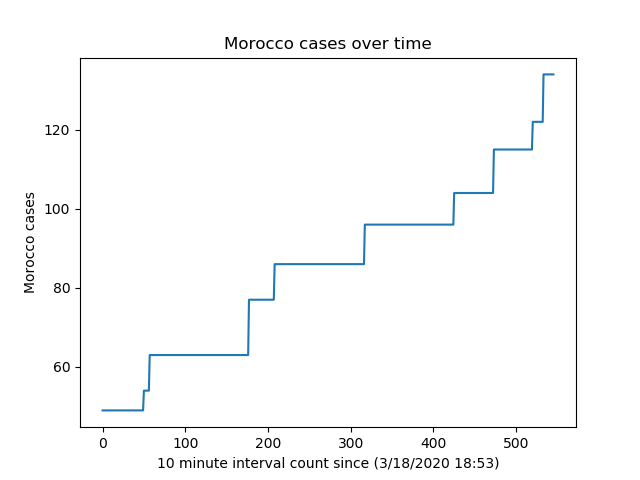 Morocco cases over time
120
100
80
60
Morocco cases
0 100 200 300 400 500
10 minute interval count since (3/18/2020 18:53)